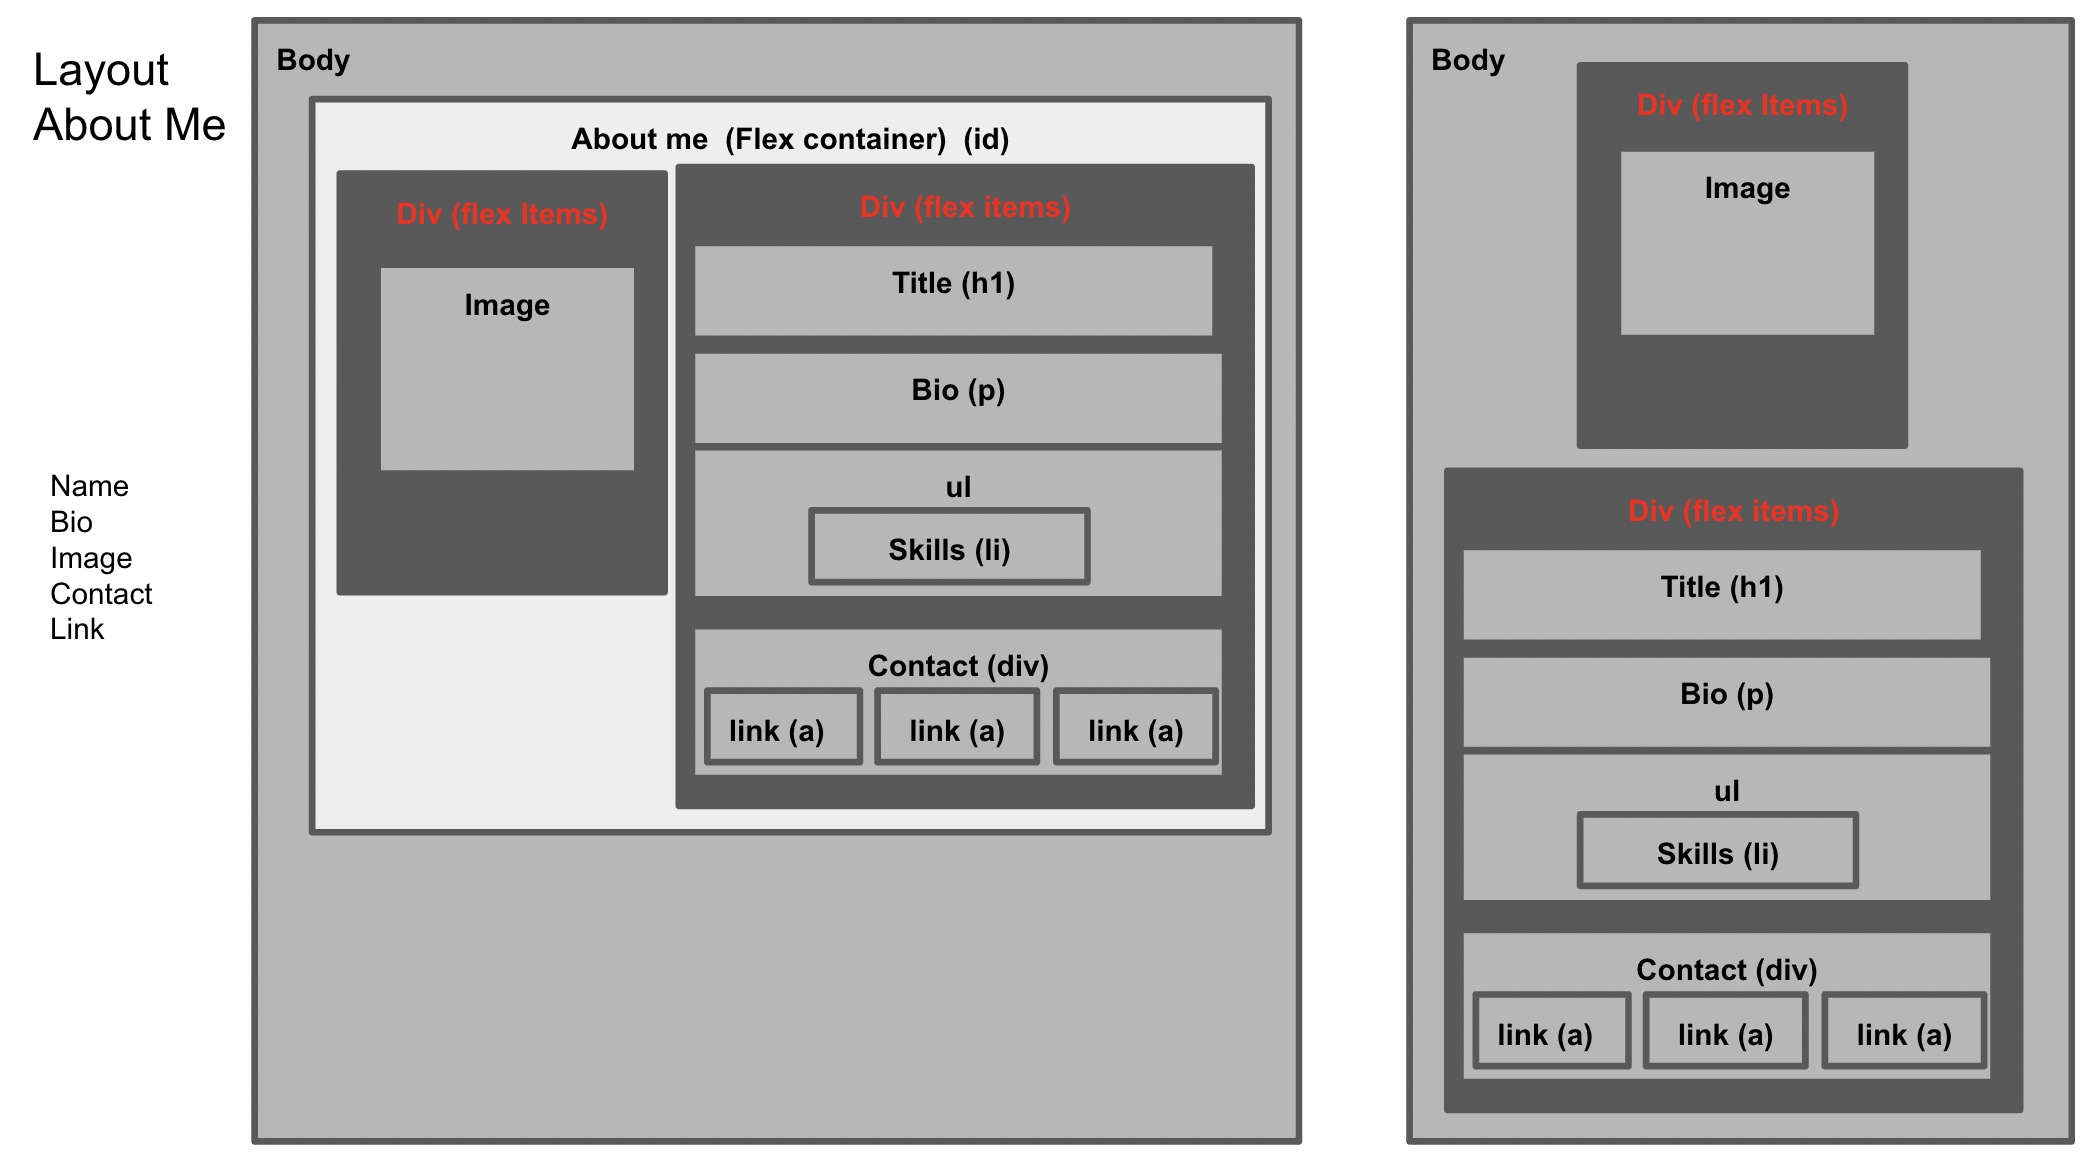 Layout
About Me
Name
Bio
Image
Contact
Link
Body
About me (Flex container) (id)
Div (flex Items)
Image
Div (flex items)
Title (h1)
Bio (p)
ul
Skills (li)
Contact (div)
link (a) link (a) link (a)
Body
Div (flex Items)
Image
Div (flex items)
Title (h1)
Bio (p)
ul
Skills (li)
Contact (div)
link (a) link (a) link (a)